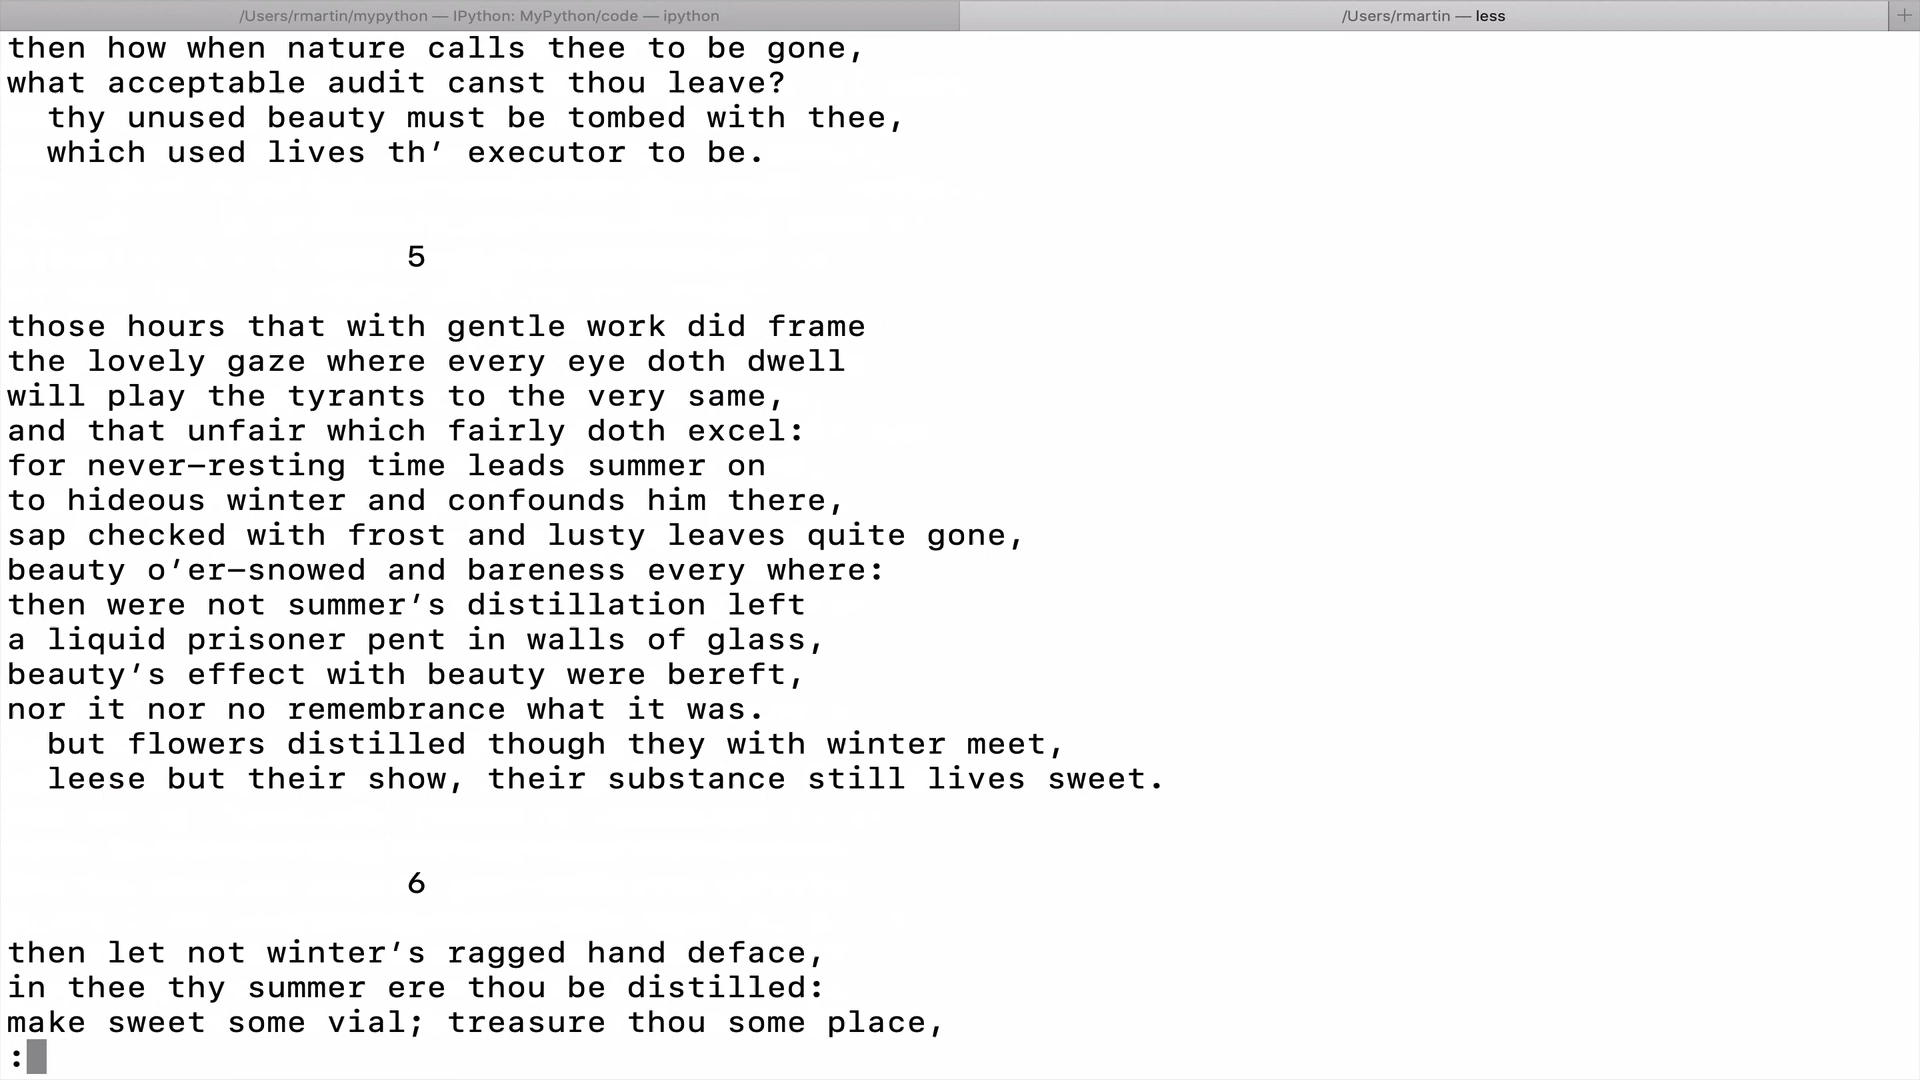 /Users/rmartin/mypython — IPython: MyPython/code — ipython
/Users/rmartin — less
+
then how when nature calls thee to be gone,
what acceptable audit canst thou leave?
  thy unused beauty must be tombed with thee,
  which used lives th’ executor to be.
5
those hours that with gentle work did frame
the lovely gaze where every eye doth dwell
will play the tyrants to the very same,
and that unfair which fairly doth excel:
for never-resting time leads summer on
to hideous winter and confounds him there,
sap checked with frost and lusty leaves quite gone,
beauty o’er-snowed and bareness every where:
then were not summer’s distillation left
a liquid prisoner pent in walls of glass,
beauty’s effect with beauty were bereft,
nor it nor no remembrance what it was.
  but flowers distilled though they with winter meet,
  leese but their show, their substance still lives sweet.
6
then let not winter’s ragged hand deface,
in thee thy summer ere thou be distilled:
make sweet some vial; treasure thou some place,
: